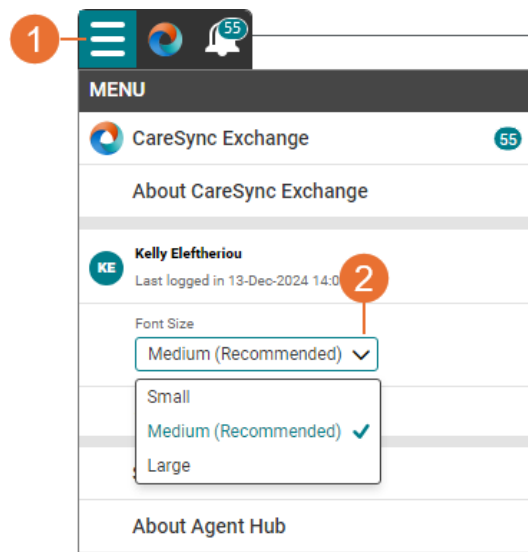 1
55
MENU
CareSync Exchange
55
About CareSync Exchange
KE
Kelly Eleftheriou
Last logged in 13-Dec-2024 14:0
2
Font Size
Medium (Recommended)
Small
Medium (Recommended)
Large
About Agent Hub